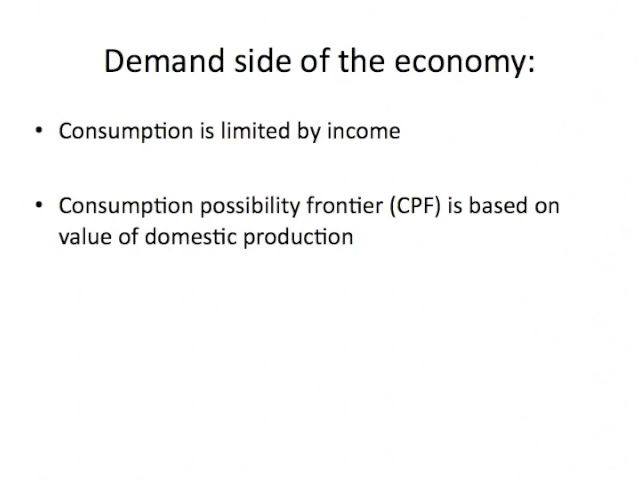 Demand side of the economy:
• Consumption is limited by income
• Consumption possibility frontier (CPF) is based on
value of domestic production